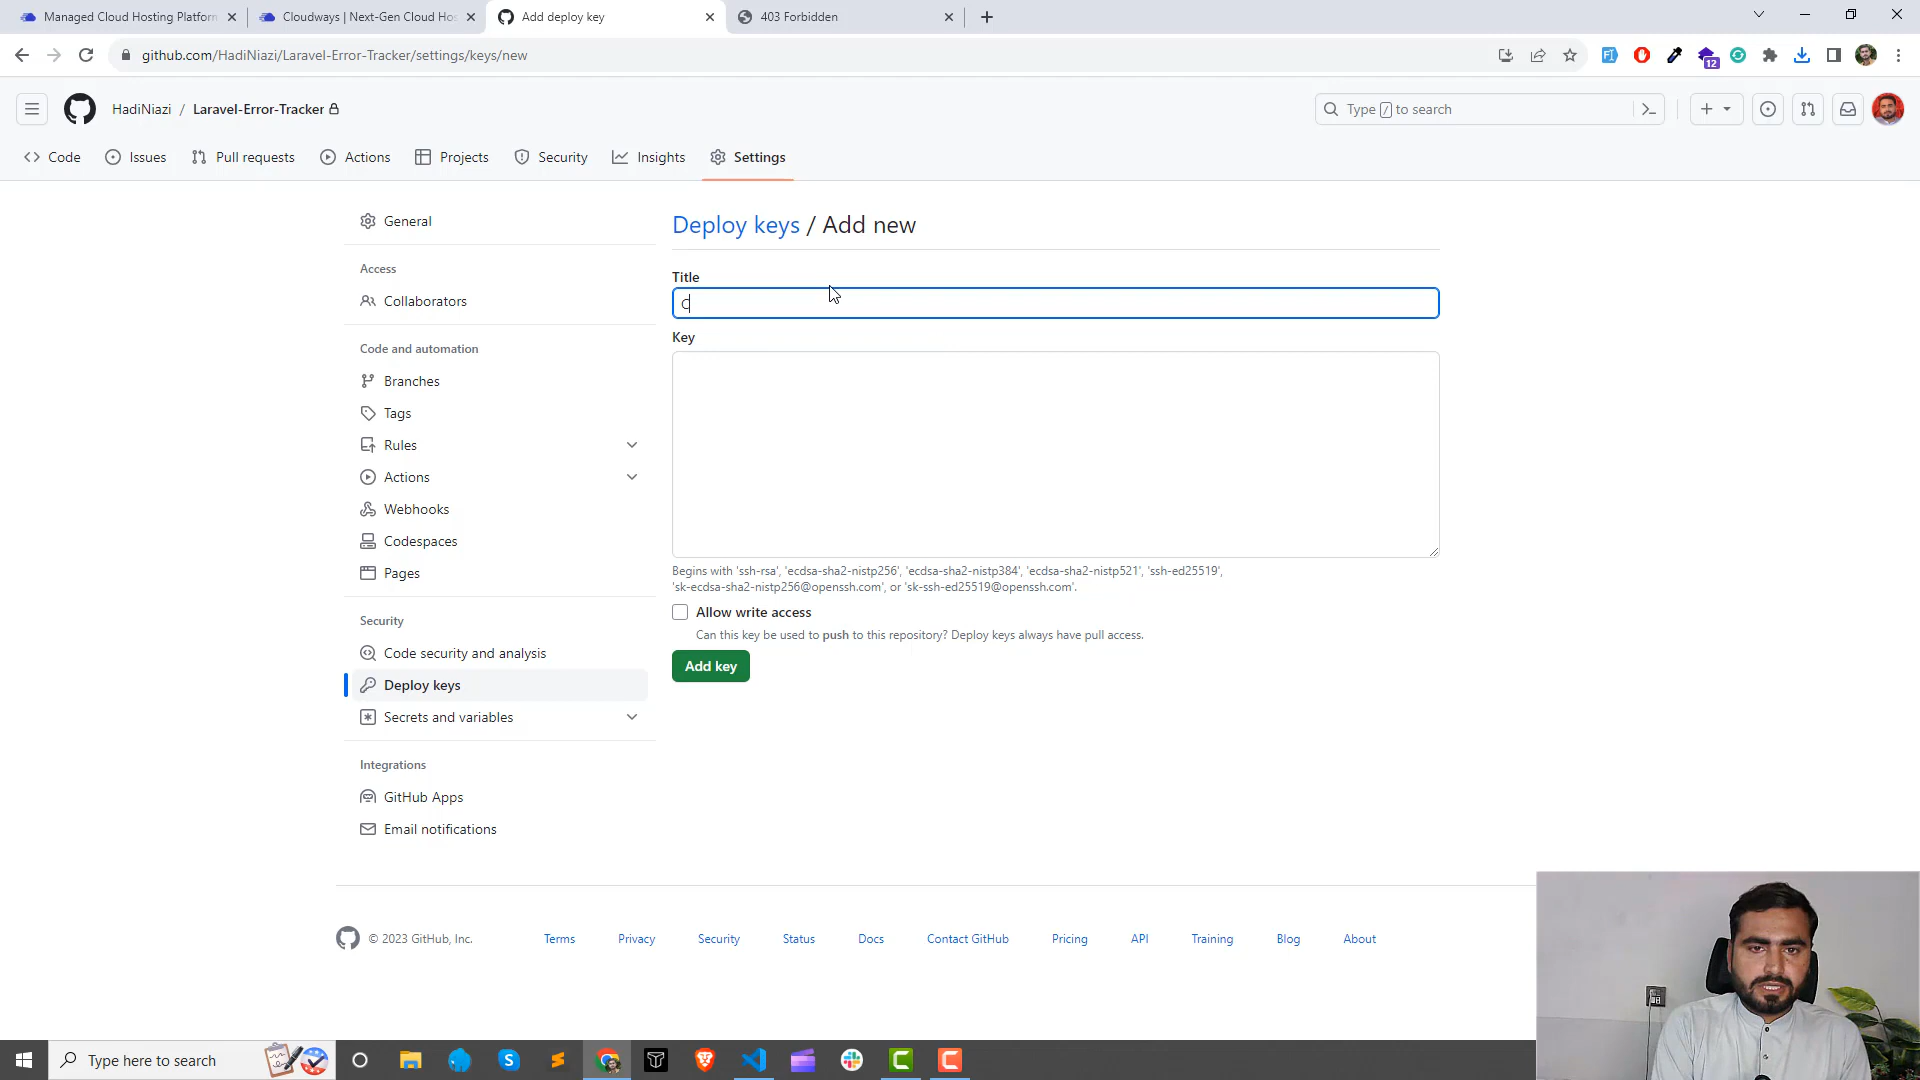 Managed Cloud Hosting Platform
Cloudways | Next-Gen Cloud Hos
Add deploy key
403 Forbidden
github.com/HadiNiazi/Laravel-Error-Tracker/settings/keys/new
12
HadiNiazi / Laravel-Error-Tracker
Type / to search
Code
Issues
Pull requests
Actions
Projects
Security
Insights
Settings
General
Access
Collaborators
Code and automation
Branches
Tags
Rules
Actions
Webhooks
Codespaces
Pages
Security
Code security and analysis
Deploy keys
Secrets and variables
Integrations
GitHub Apps
Email notifications
Deploy keys / Add new
Title
C
Key
Begins with 'ssh-rsa', 'ecdsa-sha2-nistp256', 'ecdsa-sha2-nistp384', 'ecdsa-sha2-nistp521', 'ssh-ed25519',
'sk-ecdsa-sha2-nistp256@openssh.com', or 'sk-ssh-ed25519@openssh.com'.
Allow write access
Can this key be used to push to this repository? Deploy keys always have pull access.
Add key
© 2023 GitHub, Inc.
Terms
Privacy
Security
Status
Docs
Contact GitHub
Pricing
API
Training
Blog
About
Type here to search